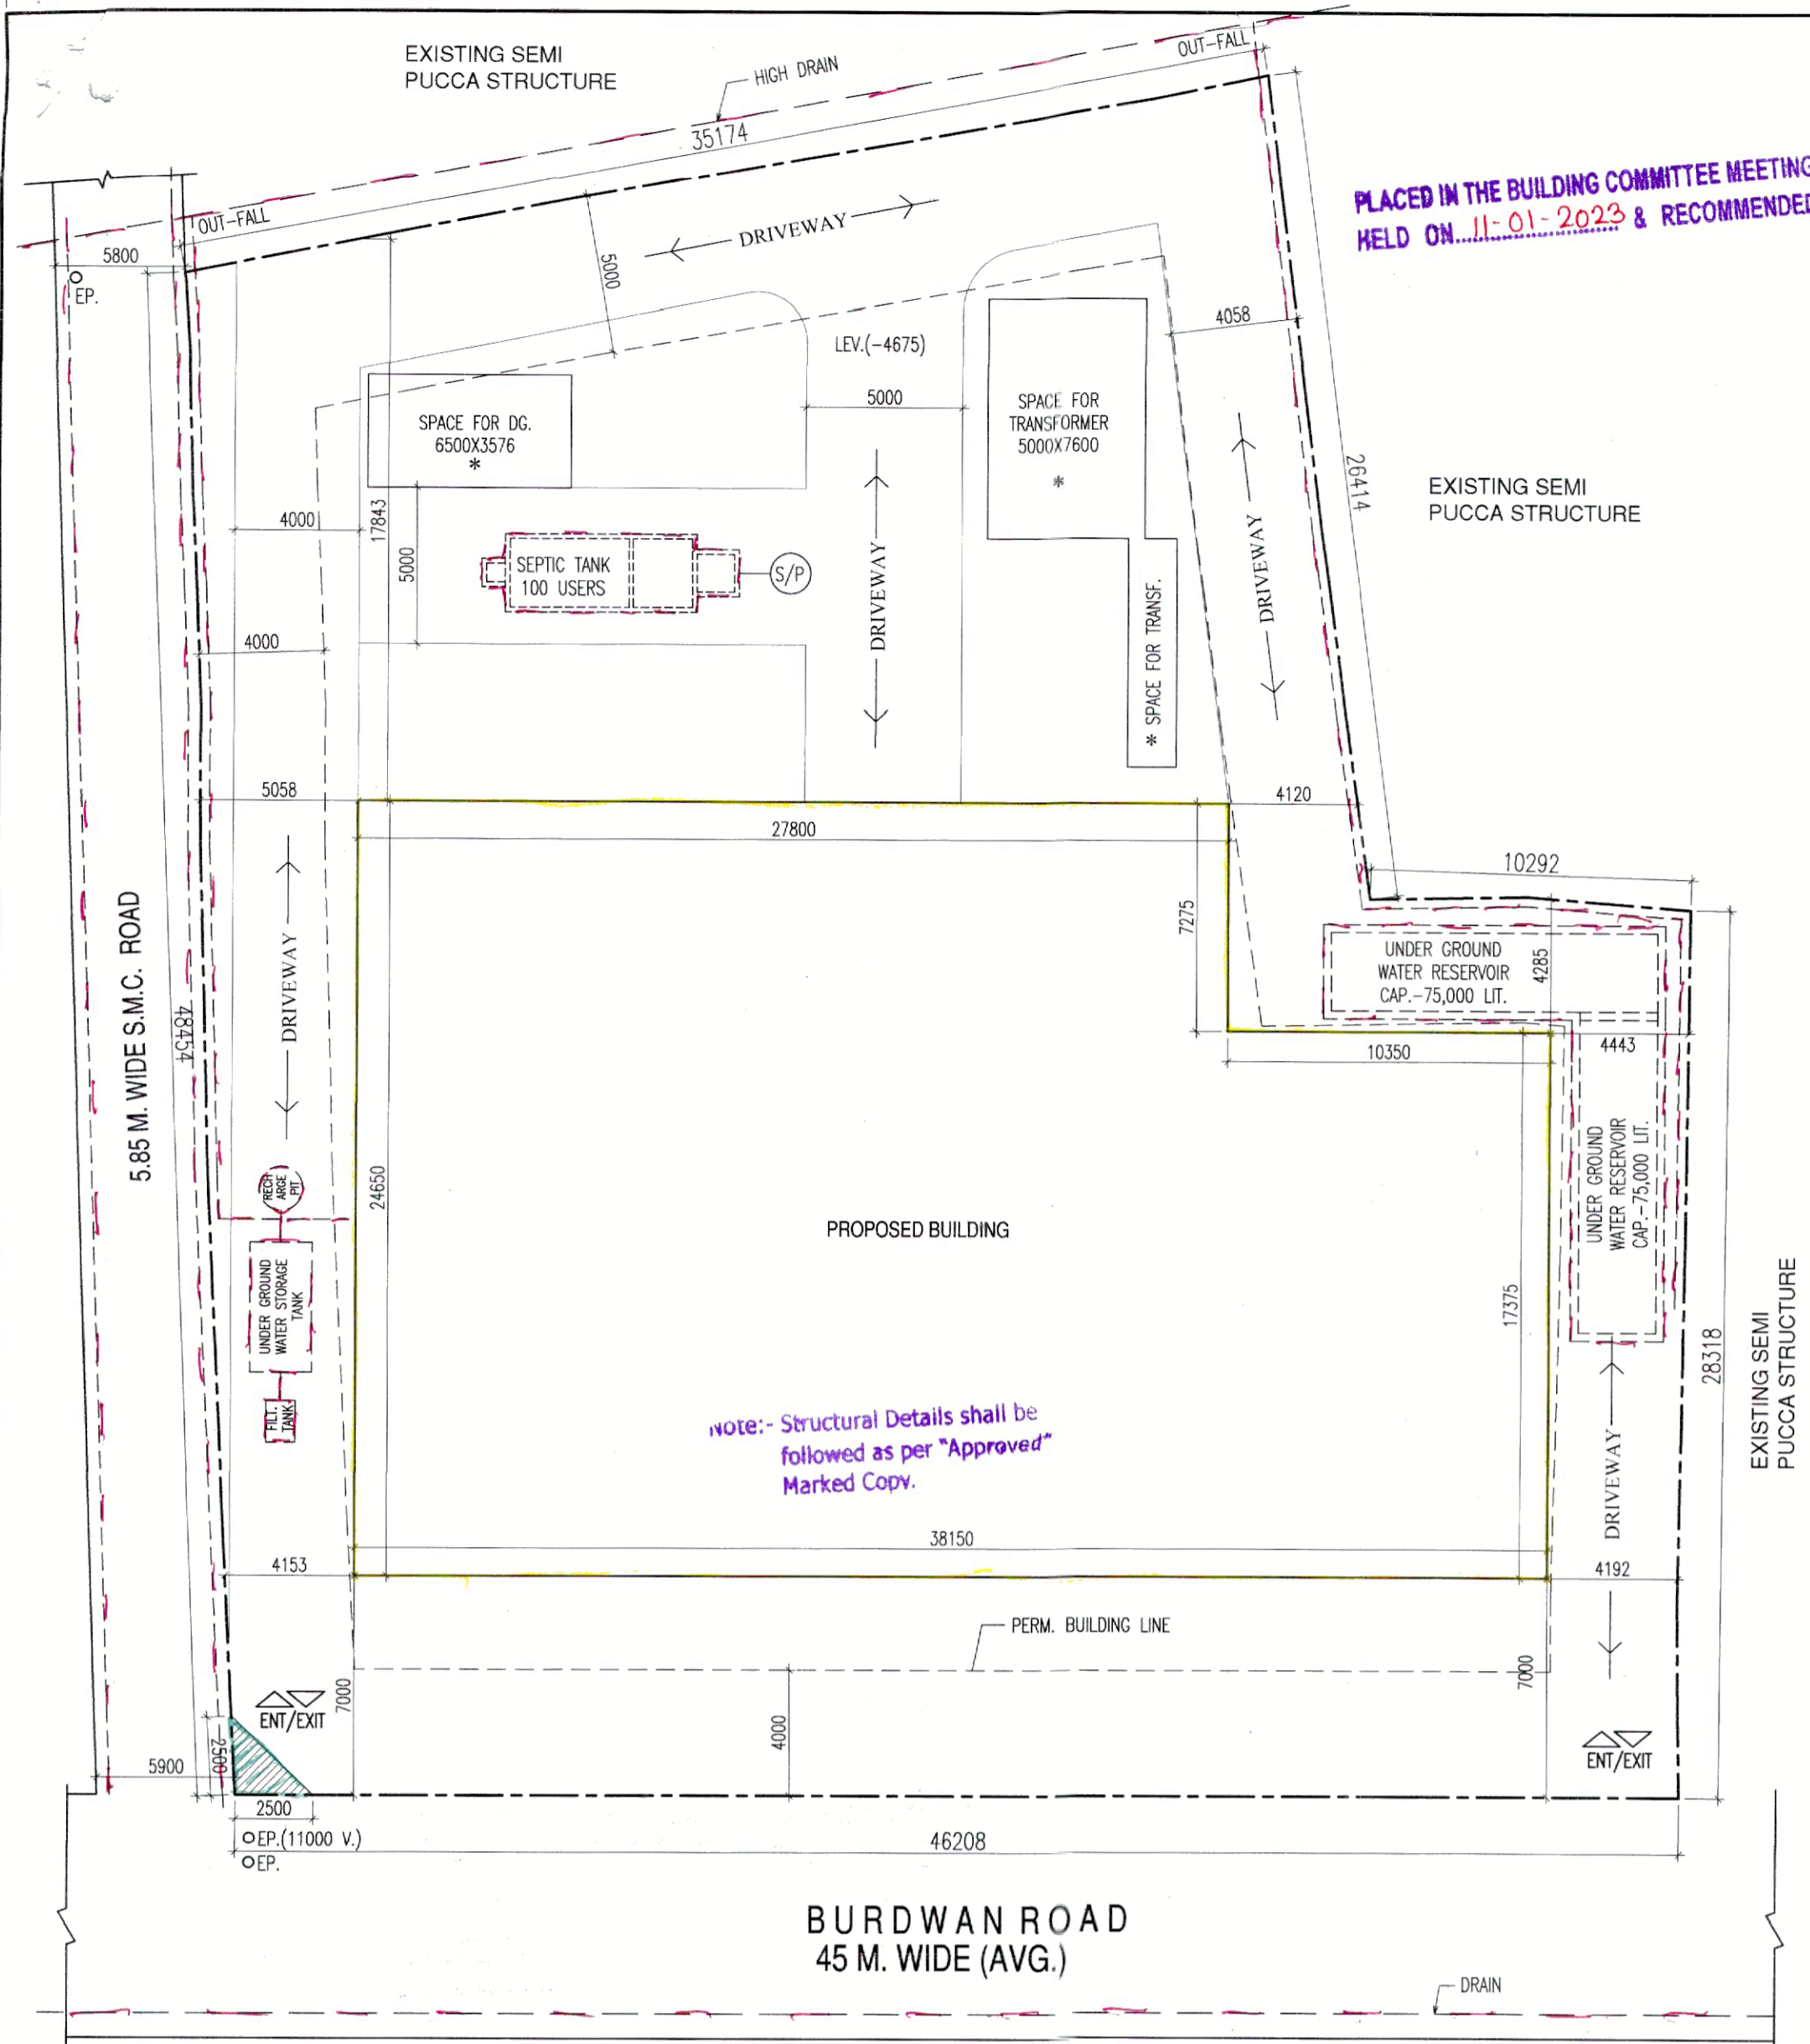 EXISTING SEMI
PUCCA STRUCTURE
HIGH DRAIN
OUT-FALL
35174
PLACED IN THE BUILDING COMMITTEE MEETING
HELD ON 11-01-2023 & RECOMMENDED
OUT-FALL
5800
EP.
DRIVEWAY
5000
4058
LEV.(-4675)
5000
SPACE FOR DG.
6500X3576
*
SPACE FOR
TRANSFORMER
5000X7600
*
26414
EXISTING SEMI
PUCCA STRUCTURE
4000
17843
5000
SEPTIC TANK
100 USERS
S/P
DRIVEWAY
DRIVEWAY
4000
* SPACE FOR TRANSF.
5058
4120
27800
10292
7275
UNDER GROUND
WATER RESERVOIR
CAP.-75,000 LIT.
4285
5.85 M. WIDE S.M.C. ROAD
48454
DRIVEWAY
10350
4443
UNDER GROUND
WATER RESERVOIR
CAP.-75,000 LIT.
RECH
ARGE
PIT
24650
PROPOSED BUILDING
UNDER GROUND
WATER STORAGE
TANK
17375
28318
EXISTING SEMI
PUCCA STRUCTURE
FILT.
TANK
Note:- Structural Details shall be
followed as per "Approved"
Marked Copy.
DRIVEWAY
38150
4153
4192
PERM. BUILDING LINE
7000
7000
ENT/EXIT
4000
2500
ENT/EXIT
5900
2500
EP.(11000 V.)
EP.
46208
BURDWAN ROAD
45 M. WIDE (AVG.)
DRAIN